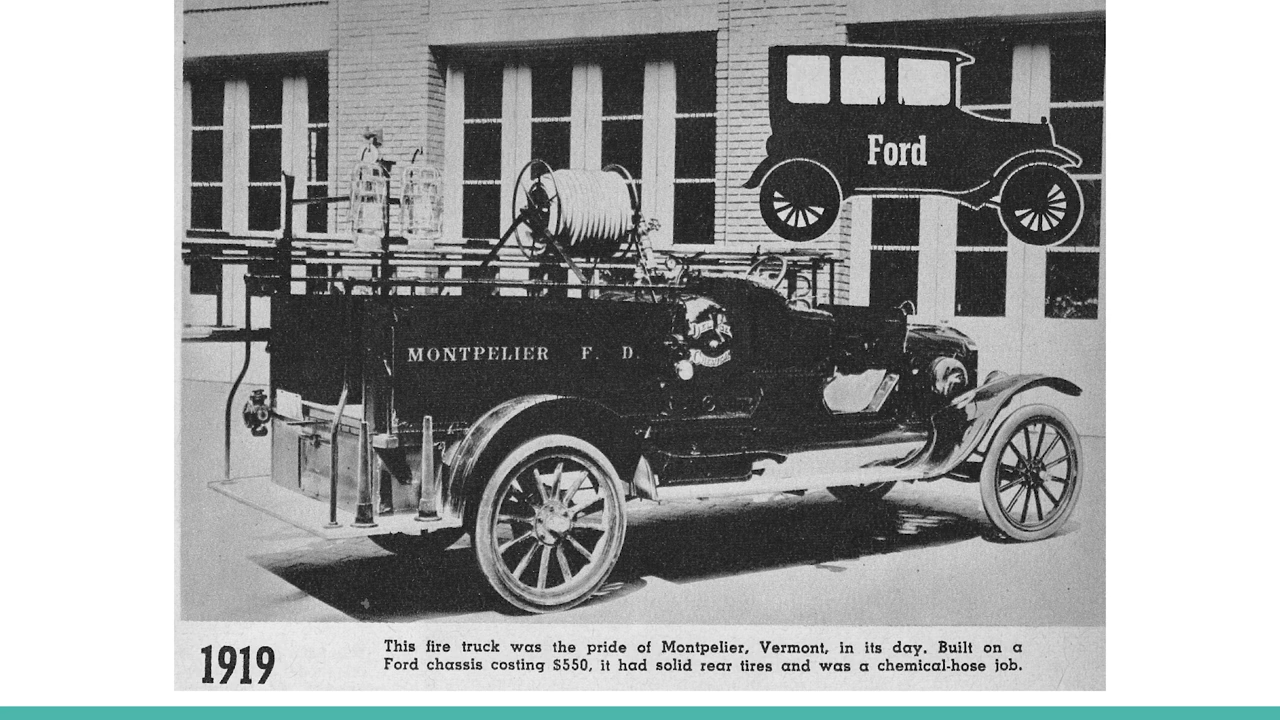 Ford
MONTPELIER F. D.
1919
This fire truck was the pride of Montpelier, Vermont, in its day. Built on a
Ford chassis costing $550, it had solid rear tires and was a chemical-hose job.